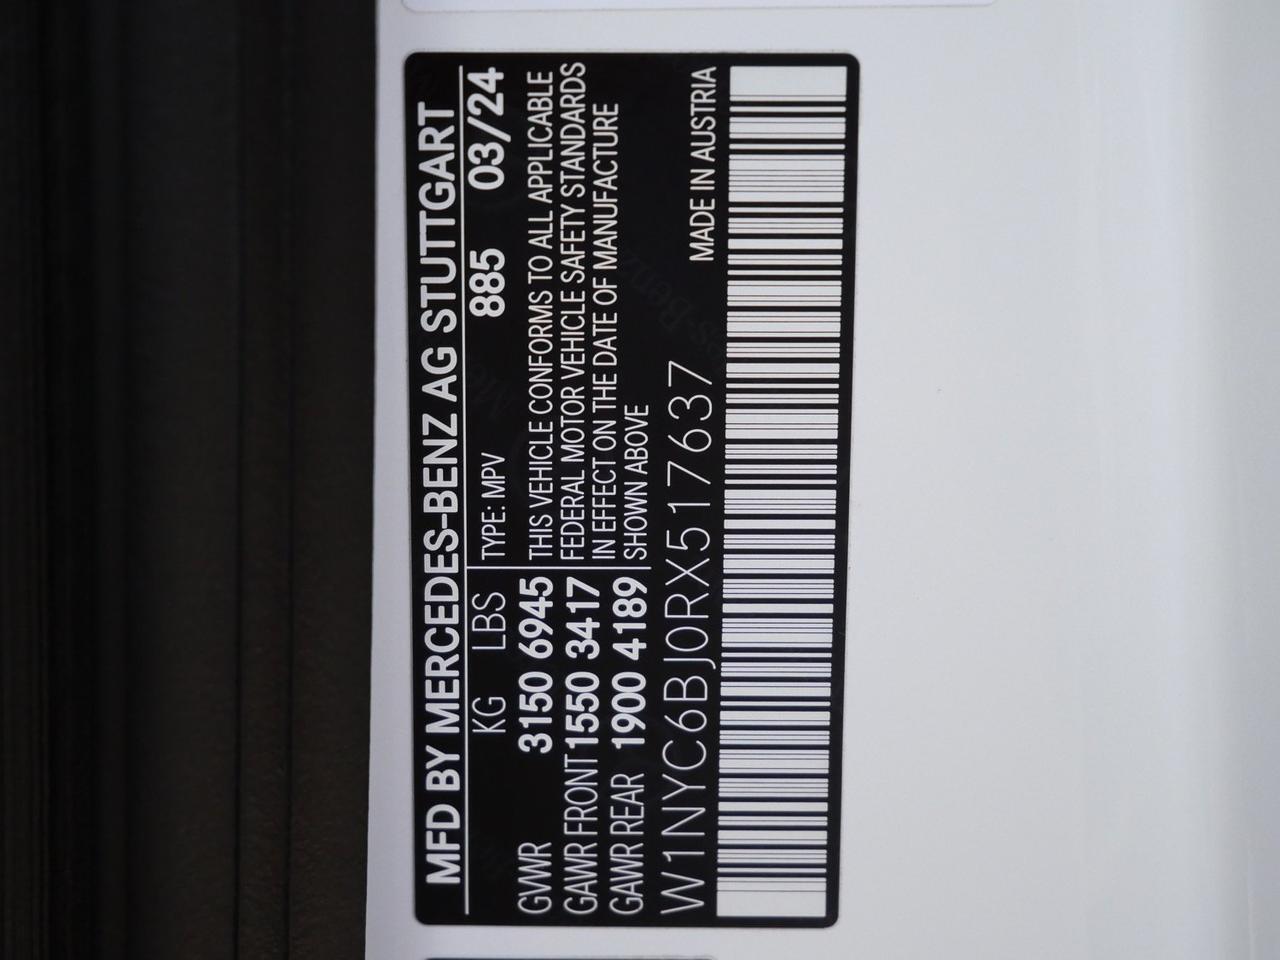 MFD BY MERCEDES-BENZ AG STUTTGART
KG LBS
GVWR 3150 6945
GAWR FRONT 1550 3417
GAWR REAR 1900 4189
TYPE: MPV 885 03/24
THIS VEHICLE CONFORMS TO ALL APPLICABLE
FEDERAL MOTOR VEHICLE SAFETY STANDARDS
IN EFFECT ON THE DATE OF MANUFACTURE
SHOWN ABOVE
W1NYC6BJ0RX517637
MADE IN AUSTRIA